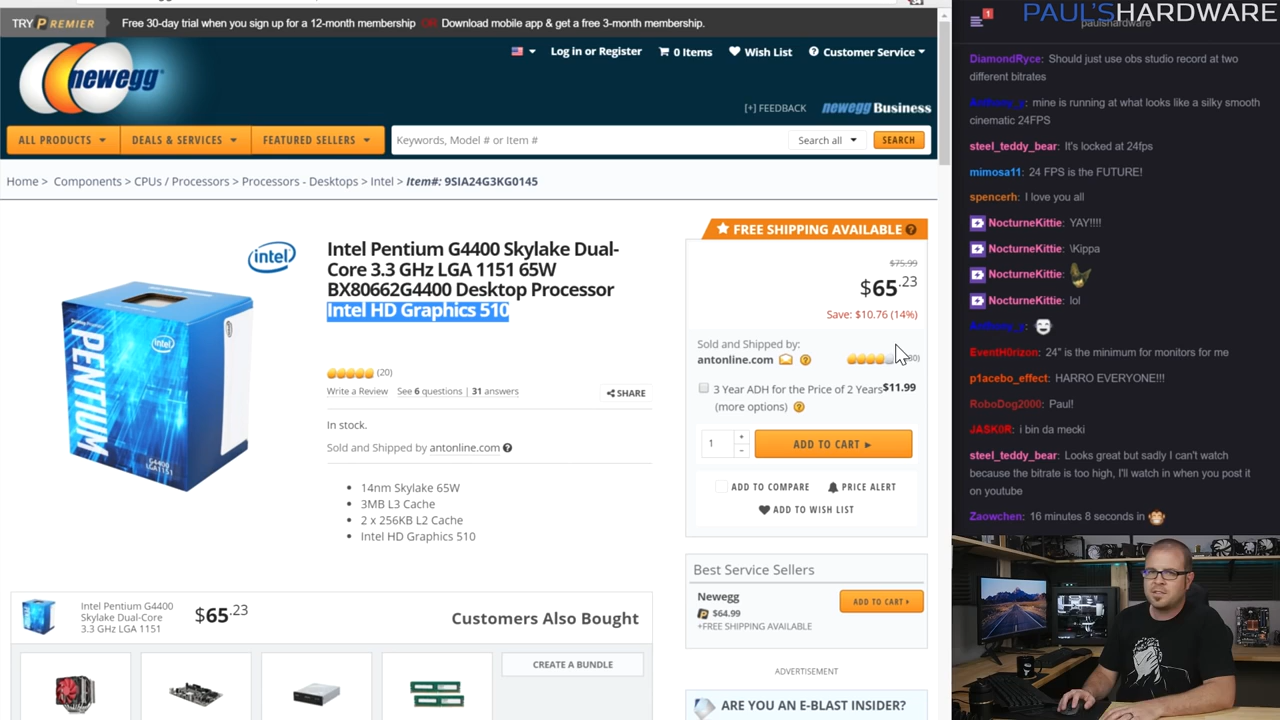 TRY PREMIER
Free 30-day trial when you sign up for a 12-month membership OR Download mobile app & get a free 3-month membership.
newegg
Log in or Register
0 Items
Wish List
Customer Service
[+] FEEDBACK
newegg Business
ALL PRODUCTS
DEALS & SERVICES
FEATURED SELLERS
Keywords, Model # or Item #
Search all
SEARCH
Home > Components > CPUs / Processors > Processors - Desktops > Intel > Item#: 9SIA24G3KG0145
intel
PENTIUM
intel
G4400
LGA1151
Intel Pentium G4400 Skylake Dual-
Core 3.3 GHz LGA 1151 65W
BX80662G4400 Desktop Processor
Intel HD Graphics 510
(20)
Write a Review
See 6 questions | 31 answers
SHARE
In stock.
Sold and Shipped by antonline.com
14nm Skylake 65W
3MB L3 Cache
2 x 256KB L2 Cache
Intel HD Graphics 510
FREE SHIPPING AVAILABLE
$75.99
$65.23
Save: $10.76 (14%)
Sold and Shipped by:
antonline.com
3 Year ADH for the Price of 2 Years $11.99
(more options)
1
ADD TO CART
ADD TO COMPARE
PRICE ALERT
ADD TO WISH LIST
Best Service Sellers
Newegg
$64.99
+FREE SHIPPING AVAILABLE
ADD TO CART
ADVERTISEMENT
ARE YOU AN E-BLAST INSIDER?
Intel Pentium G4400
Skylake Dual-Core
3.3 GHz LGA 1151
$65.23
Customers Also Bought
CREATE A BUNDLE
1
PAUL'SHARDWARE
paulshardware
DiamondRyce: Should just use obs studio record at two
different bitrates
mine is running at what looks like a silky smooth
cinematic 24FPS
steel_teddy_bear: It's locked at 24fps
mimosa11: 24 FPS is the FUTURE!
spencerh: I love you all
NocturneKittie: YAY!!!!
NocturneKittie: \Kippa
NocturneKittie:
NocturneKittie: lol
EventH0rizon: 24" is the minimum for monitors for me
p1acebo_effect: HARRO EVERYONE!!!
RoboDog2000: Paul!
JASK0R: i bin da mecki
steel_teddy_bear: Looks great but sadly I can't watch
because the bitrate is too high, I'll watch in when you post it
on youtube
Zaowchen: 16 minutes 8 seconds in